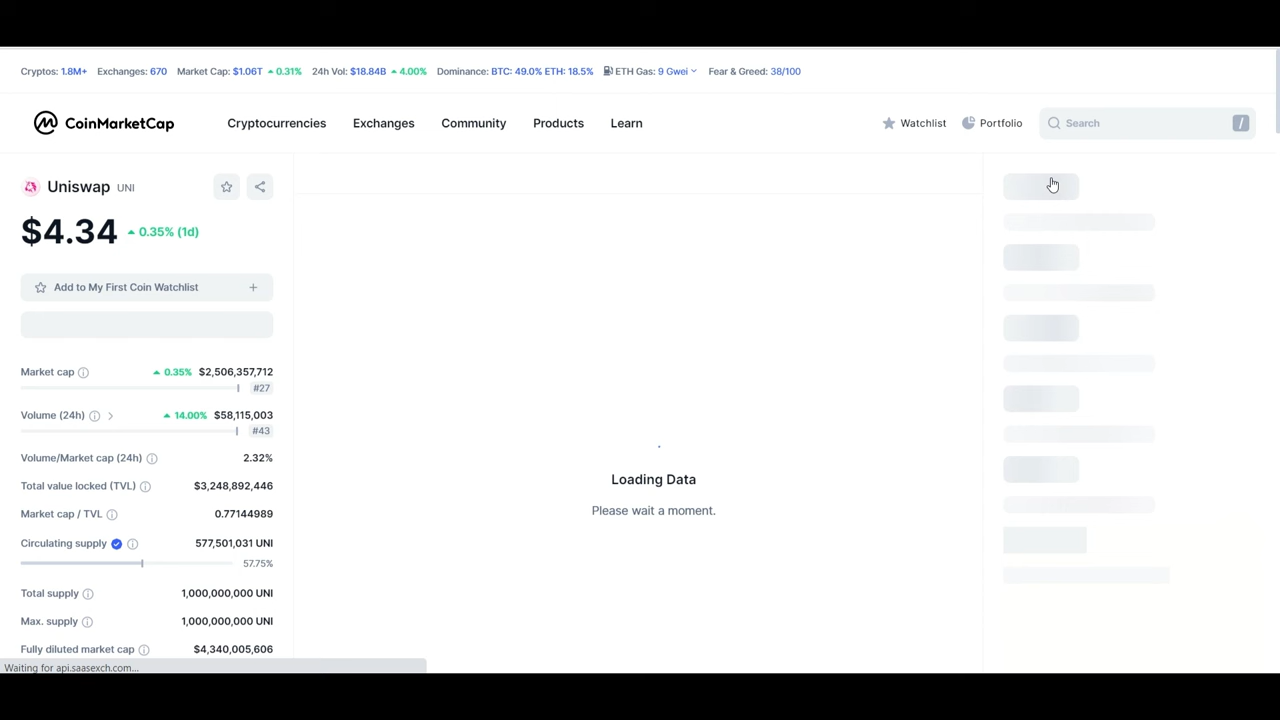 Cryptos: 1.8M+ Exchanges: 670 Market Cap: $1.06T 0.31% 24h Vol: $18.84B 4.00% Dominance: BTC: 49.0% ETH: 18.5% ETH Gas: 9 Gwei Fear & Greed: 38/100
CoinMarketCap Cryptocurrencies Exchanges Community Products Learn Watchlist Portfolio Search /
Uniswap UNI
$4.34 0.35% (1d)
Add to My First Coin Watchlist +
Market cap 0.35% $2,506,357,712
#27
Volume (24h) 14.00% $58,115,003
#43
Volume/Market cap (24h) 2.32%
Total value locked (TVL) $3,248,892,446
Market cap / TVL 0.77144989
Circulating supply 577,501,031 UNI
57.75%
Total supply 1,000,000,000 UNI
Max. supply 1,000,000,000 UNI
Fully diluted market cap $4,340,005,606
Loading Data
Please wait a moment.
Waiting for api.saasexch.com...